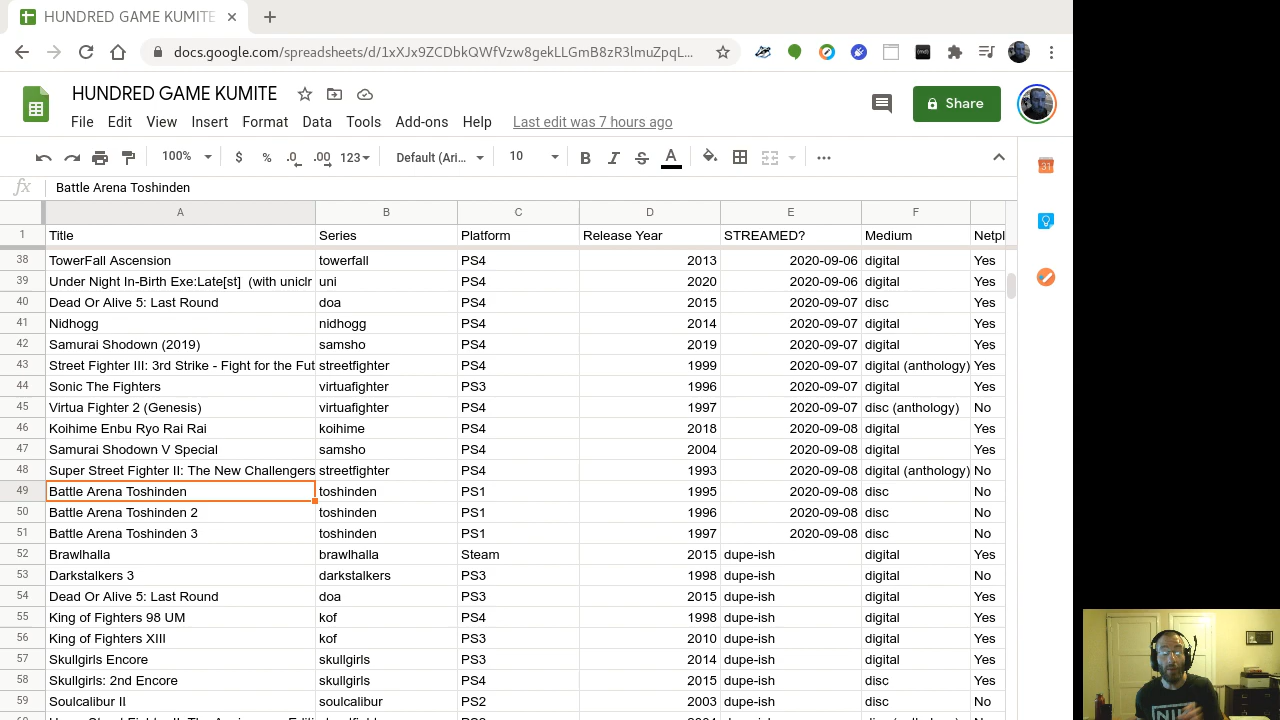 HUNDRED GAME KUMITE
docs.google.com/spreadsheets/d/1xXJx9ZCDbkQWfVzw8gekLLGmB8zR3lmuZpqL...
HUNDRED GAME KUMITE
Share
File Edit View Insert Format Data Tools Add-ons Help Last edit was 7 hours ago
100% $ % .0 .00 123 Default (Ari... 10 B I S A
31
fx Battle Arena Toshinden
A B C D E F
1 Title Series Platform Release Year STREAMED? Medium Netpl
38 TowerFall Ascension towerfall PS4 2013 2020-09-06 digital Yes
39 Under Night In-Birth Exe:Late[st] (with uniclr uni PS4 2020 2020-09-06 digital Yes
40 Dead Or Alive 5: Last Round doa PS4 2015 2020-09-07 disc Yes
41 Nidhogg nidhogg PS4 2014 2020-09-07 digital Yes
42 Samurai Shodown (2019) samsho PS4 2019 2020-09-07 digital Yes
43 Street Fighter III: 3rd Strike - Fight for the Fut streetfighter PS4 1999 2020-09-07 digital (anthology) Yes
44 Sonic The Fighters virtuafighter PS3 1996 2020-09-07 digital Yes
45 Virtua Fighter 2 (Genesis) virtuafighter PS4 1997 2020-09-07 disc (anthology) No
46 Koihime Enbu Ryo Rai Rai koihime PS4 2018 2020-09-08 digital Yes
47 Samurai Shodown V Special samsho PS4 2004 2020-09-08 digital Yes
48 Super Street Fighter II: The New Challengers streetfighter PS4 1993 2020-09-08 digital (anthology) No
49 Battle Arena Toshinden toshinden PS1 1995 2020-09-08 disc No
50 Battle Arena Toshinden 2 toshinden PS1 1996 2020-09-08 disc No
51 Battle Arena Toshinden 3 toshinden PS1 1997 2020-09-08 disc No
52 Brawlhalla brawlhalla Steam 2015 dupe-ish digital Yes
53 Darkstalkers 3 darkstalkers PS3 1998 dupe-ish digital No
54 Dead Or Alive 5: Last Round doa PS3 2015 dupe-ish digital Yes
55 King of Fighters 98 UM kof PS4 1998 dupe-ish digital Yes
56 King of Fighters XIII kof PS3 2010 dupe-ish digital Yes
57 Skullgirls Encore skullgirls PS3 2014 dupe-ish digital Yes
58 Skullgirls: 2nd Encore skullgirls PS4 2015 dupe-ish disc Yes
59 Soulcalibur II soulcalibur PS2 2003 dupe-ish disc No